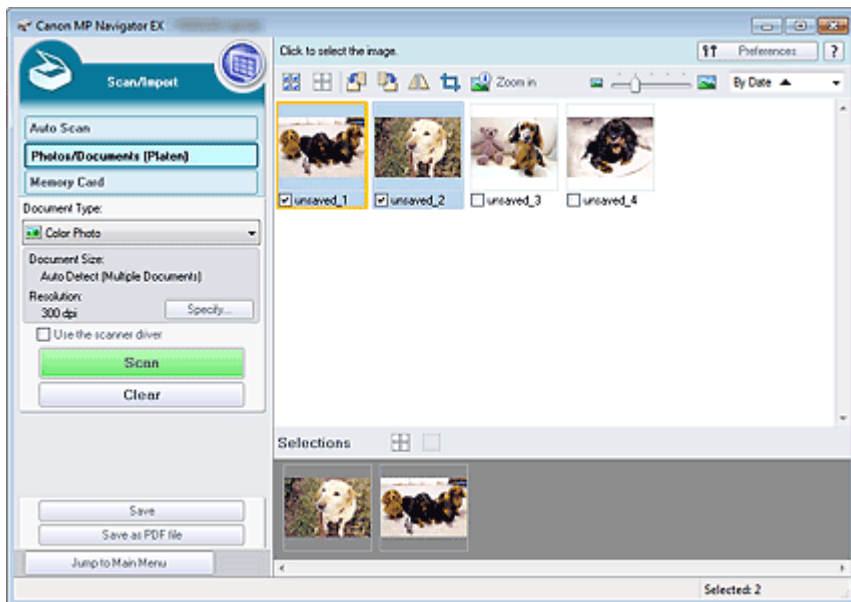 Canon MP Navigator EX
Scan/Import
Auto Scan
Photos/Documents (Platen)
Memory Card
Document Type:
Color Photo
Document Size:
Auto Detect (Multiple Documents)
Resolution:
300 dpi
Specify...
Use the scanner driver
Scan
Clear
Save
Save as PDF file
Jump to Main Menu
Click to select the image.
Preferences
?
Zoom in
By Date
unsaved_1
unsaved_2
unsaved_3
unsaved_4
Selections
Selected: 2